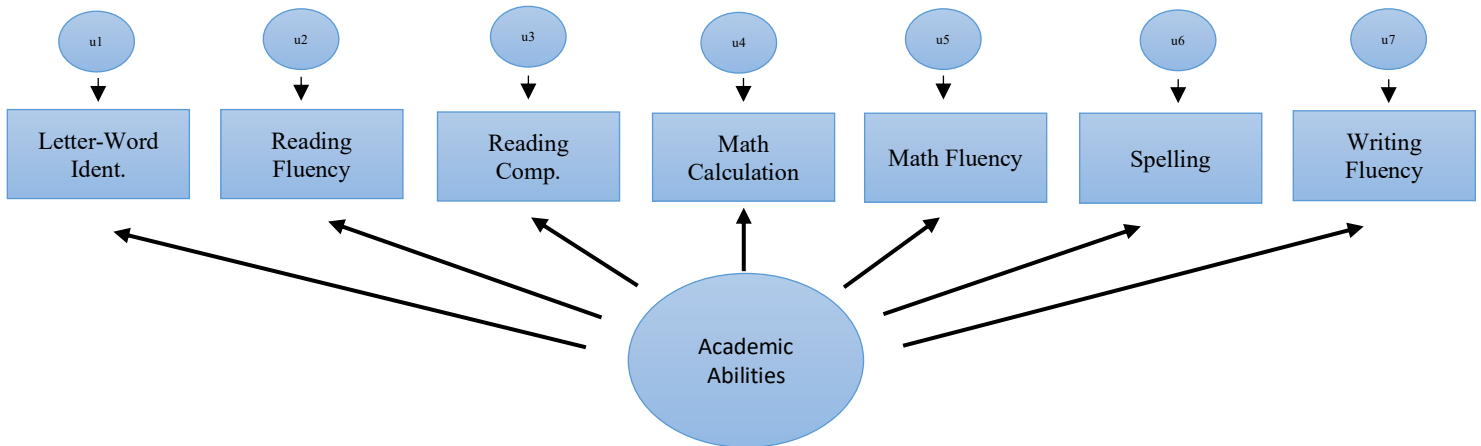 u1
u2
u3
u4
u5
u6
u7
Letter-Word
Ident.
Reading
Fluency
Reading
Comp.
Math
Calculation
Math Fluency
Spelling
Writing
Fluency
Academic
Abilities